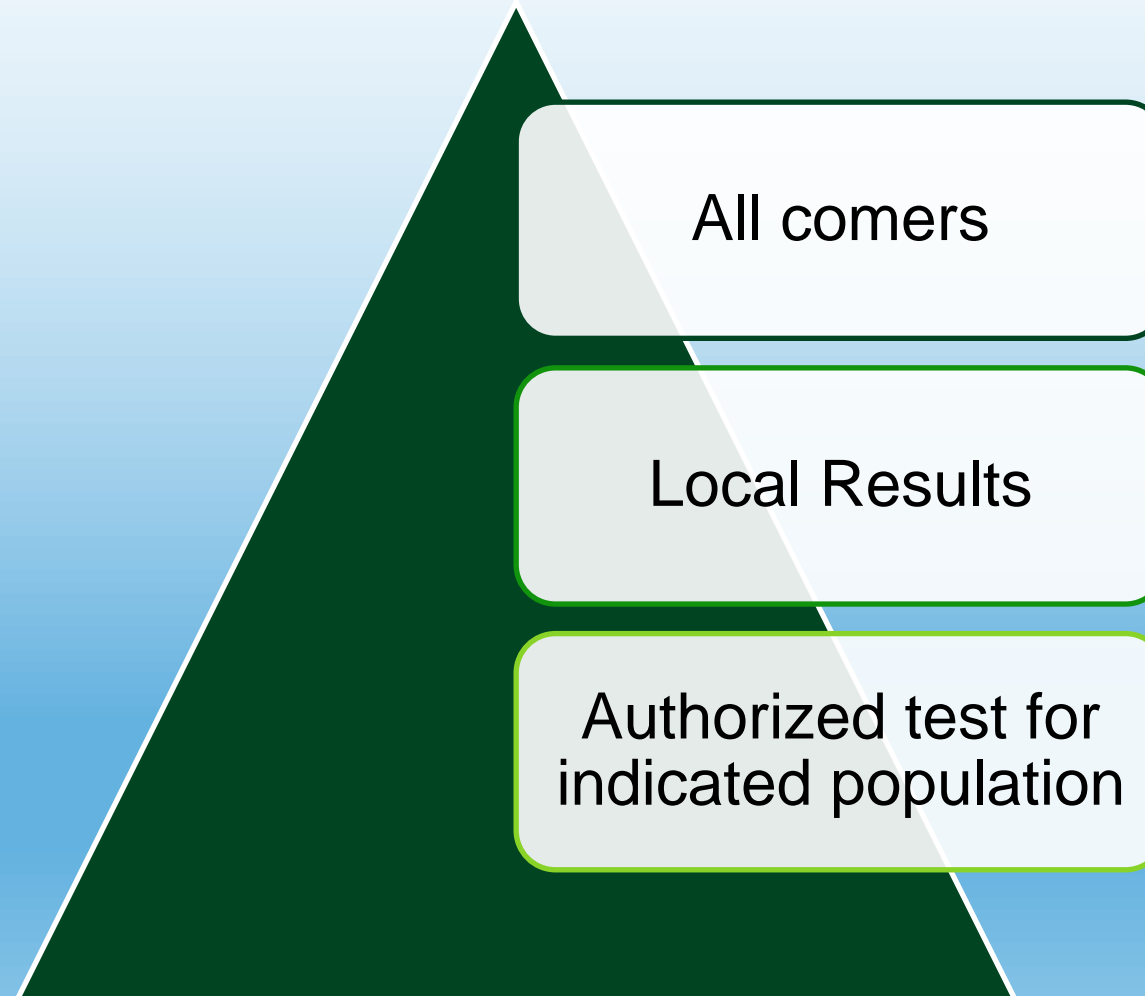 All comers
Local Results
Authorized test for
indicated population